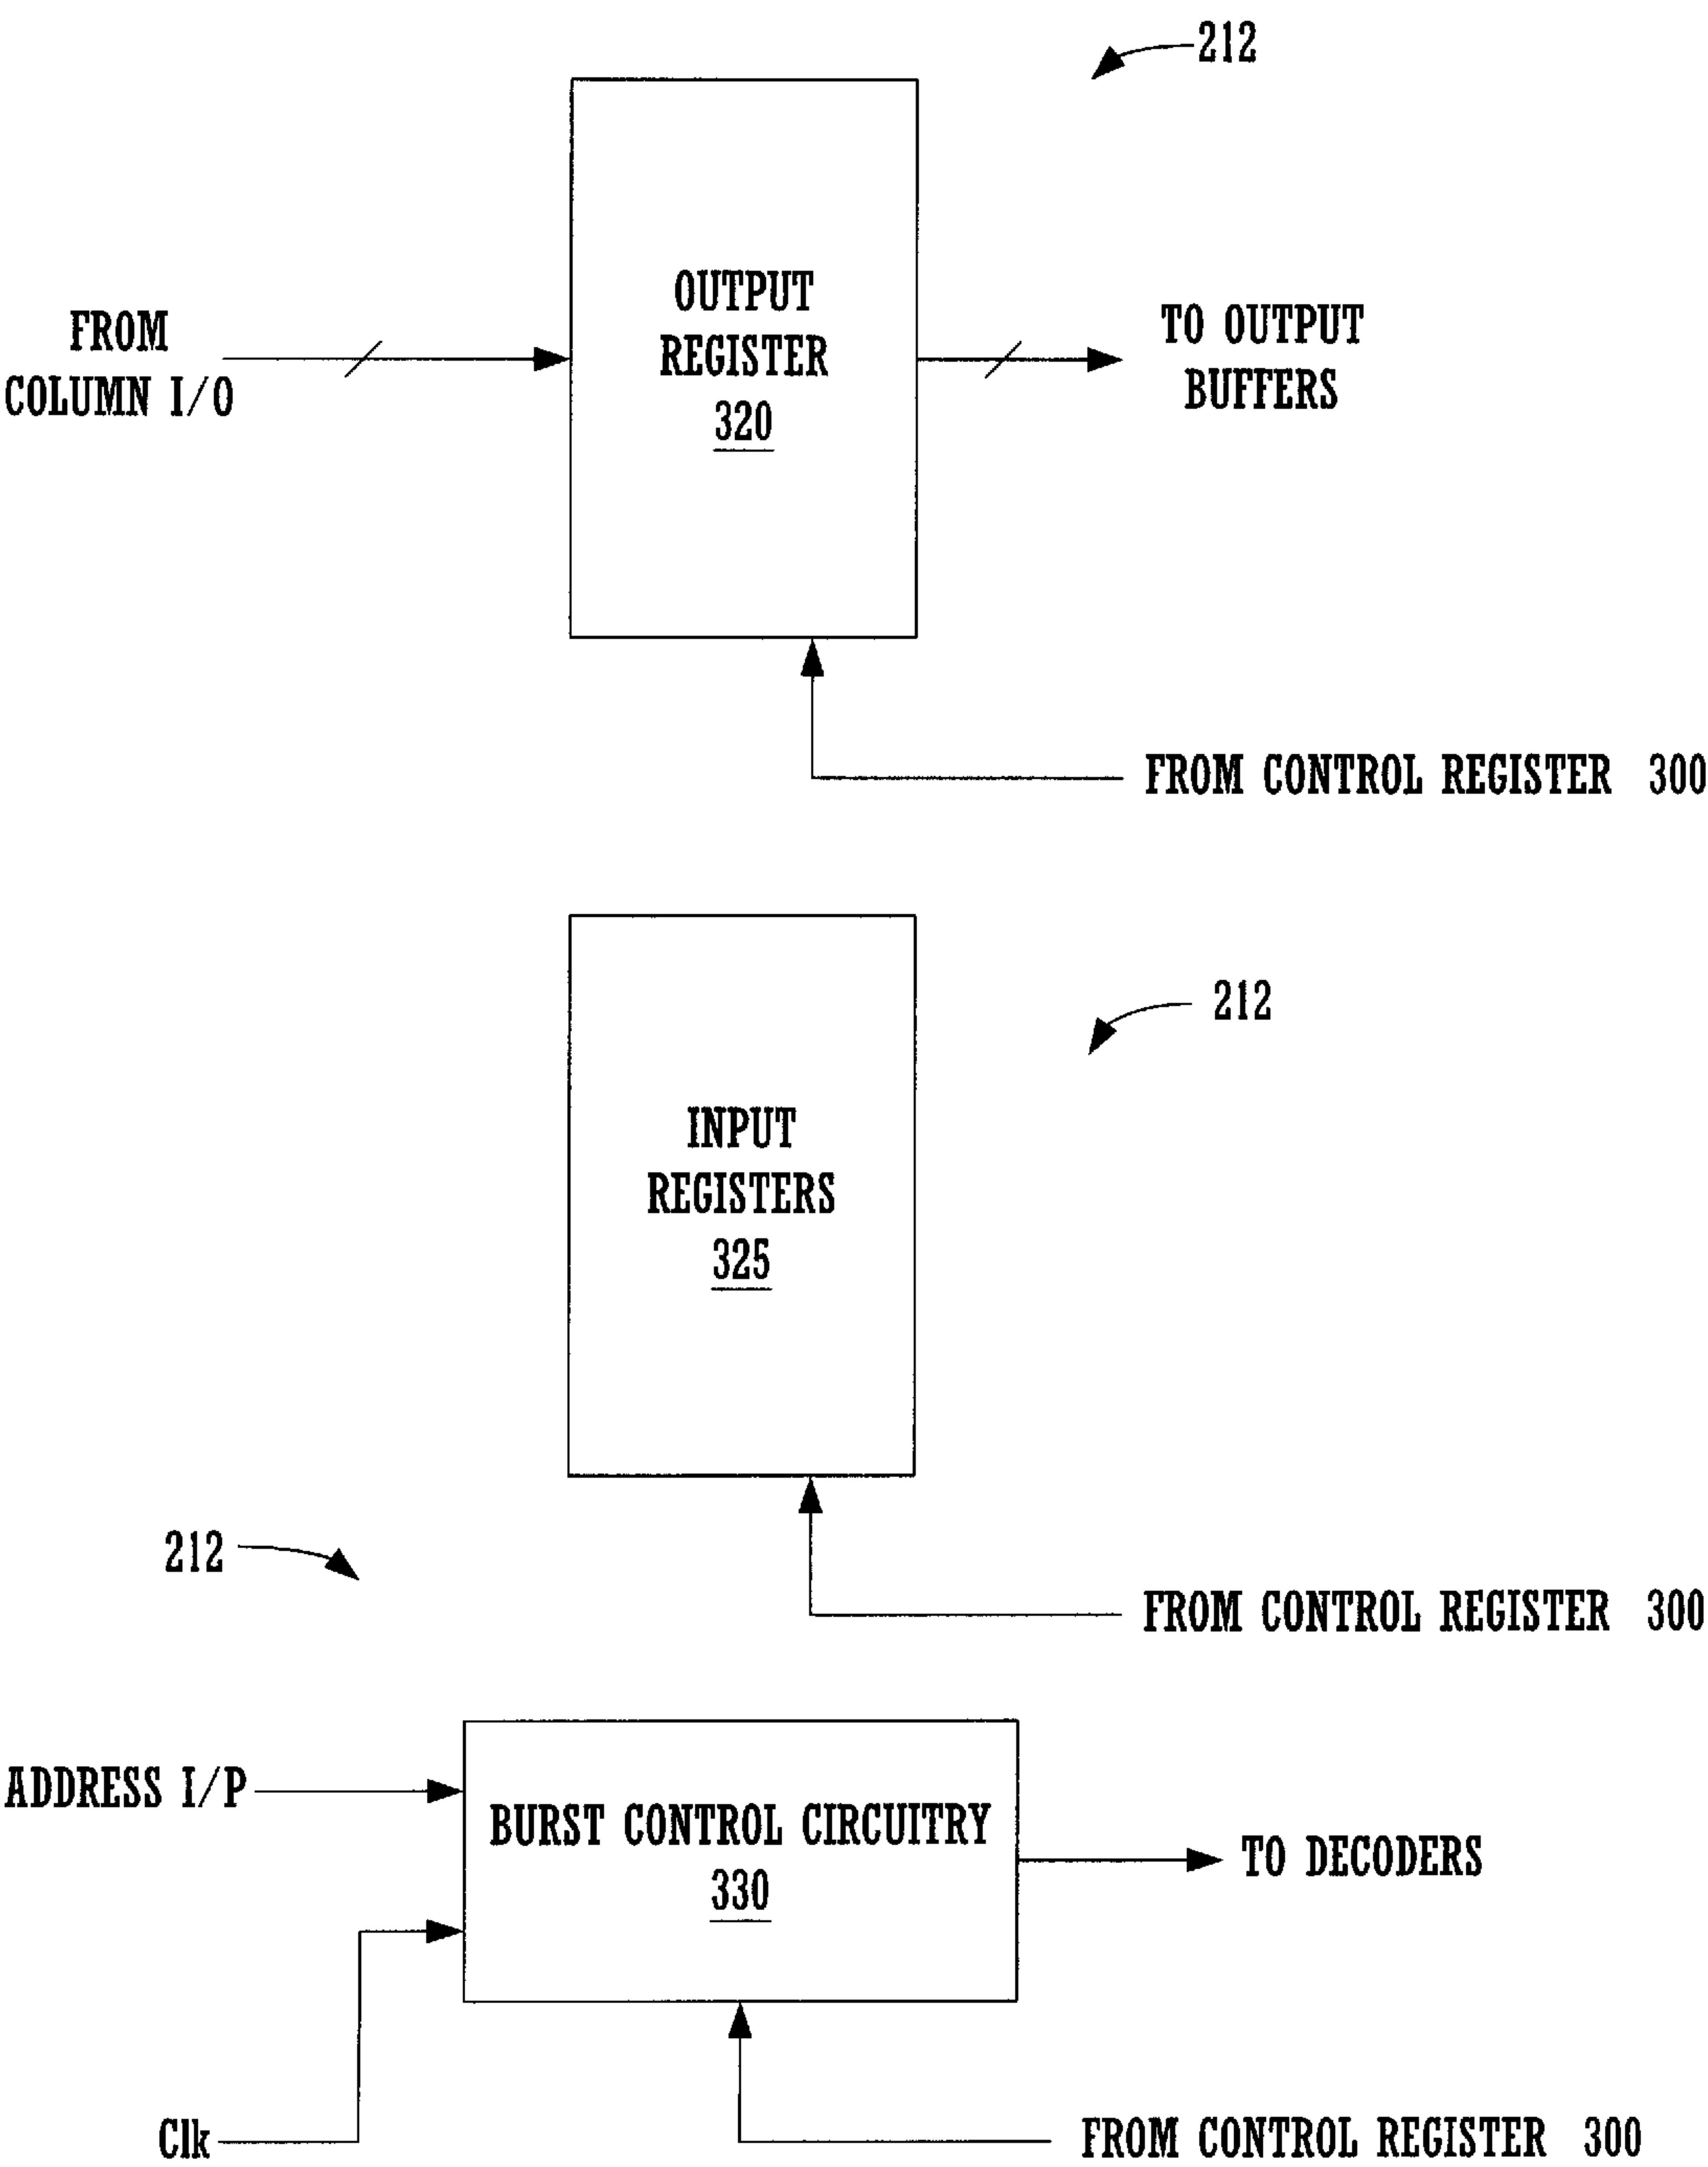 212
OUTPUT
REGISTER
320
FROM
COLUMN I/O
TO OUTPUT
BUFFERS
FROM CONTROL REGISTER 300
INPUT
REGISTERS
325
212
212
FROM CONTROL REGISTER 300
ADDRESS I/P
BURST CONTROL CIRCUITRY
330
TO DECODERS
Clk
FROM CONTROL REGISTER 300